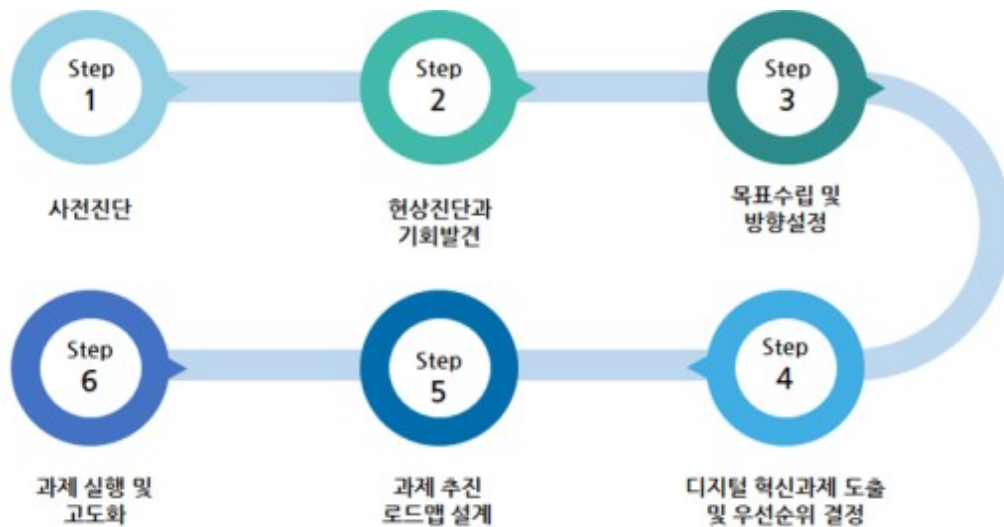 Step
1
Step
2
Step
3
사전진단
현상진단과
기회발견
목표수립 및
방향설정
Step
6
Step
5
Step
4
과제 실행 및
고도화
과제 추진
로드맵 설계
디지털 혁신과제 도출
및 우선순위 결정